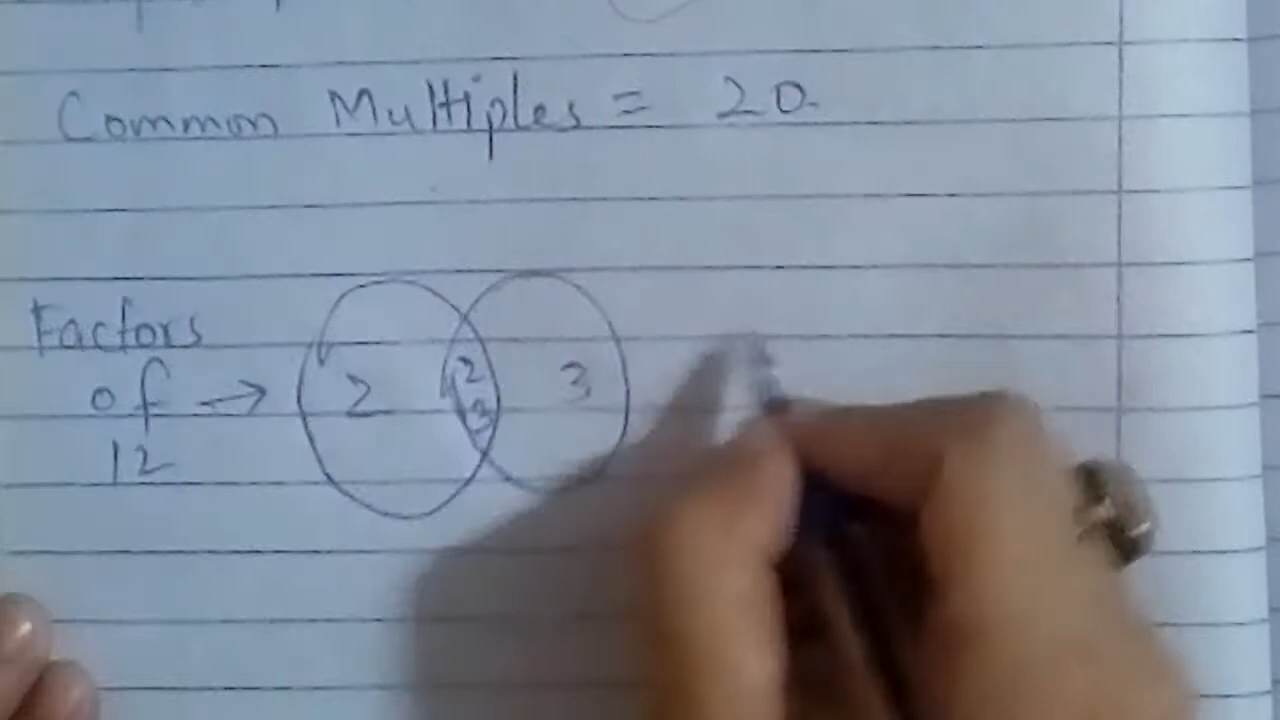 Common Multiples = 20.
Factors
of →
12
2
2
3
3